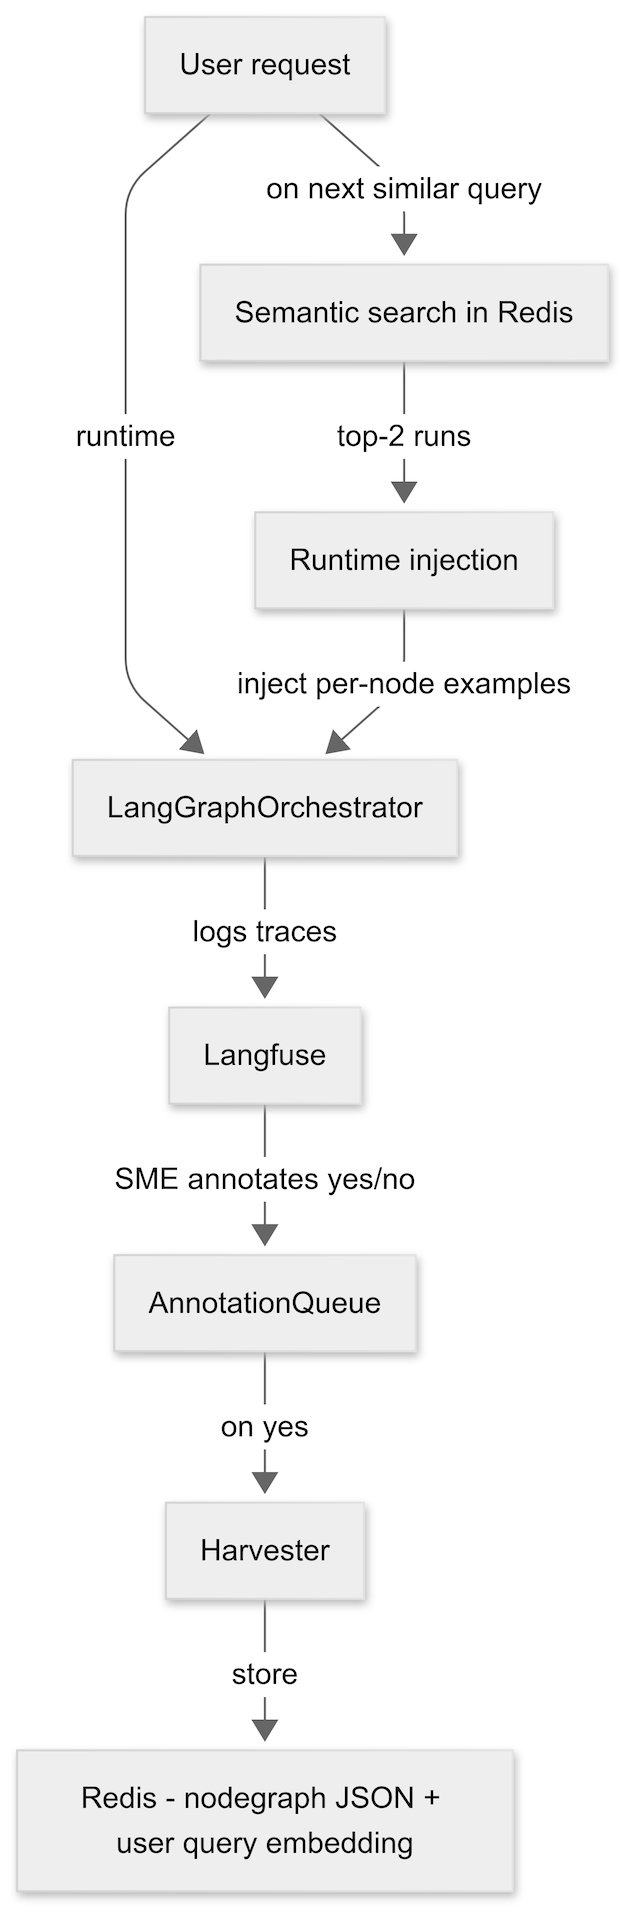 User request
on next similar query
Semantic search in Redis
runtime
top-2 runs
Runtime injection
inject per-node examples
LangGraphOrchestrator
logs traces
Langfuse
SME annotates yes/no
AnnotationQueue
on yes
Harvester
store
Redis - nodegraph JSON +
user query embedding